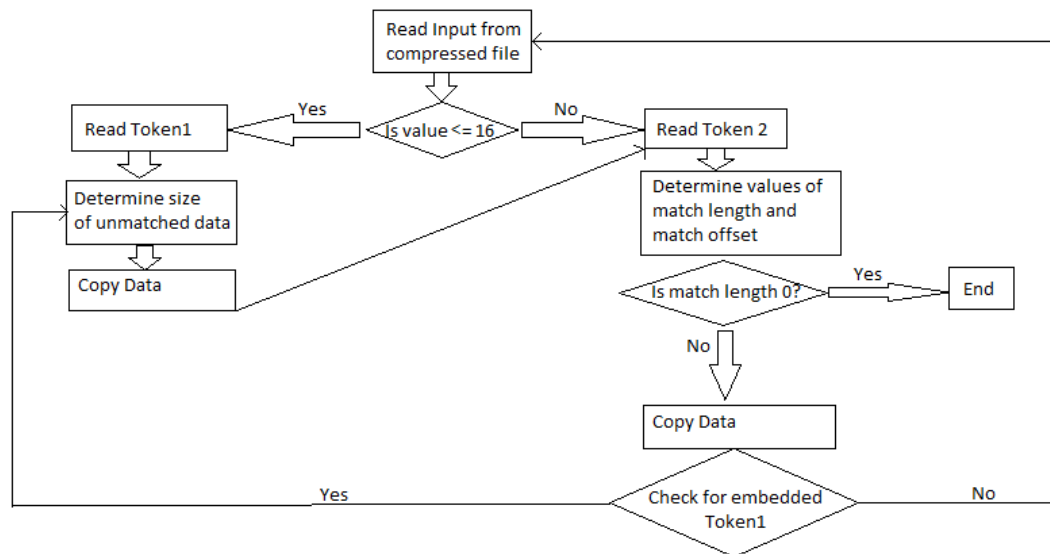 Read Input from
compressed file
Yes
No
Is value <= 16
Read Token1
Read Token 2
Determine size
of unmatched data
Determine values of
match length and
match offset
Copy Data
Is match length 0?
Yes
End
No
Copy Data
Yes
Check for embedded
Token1
No